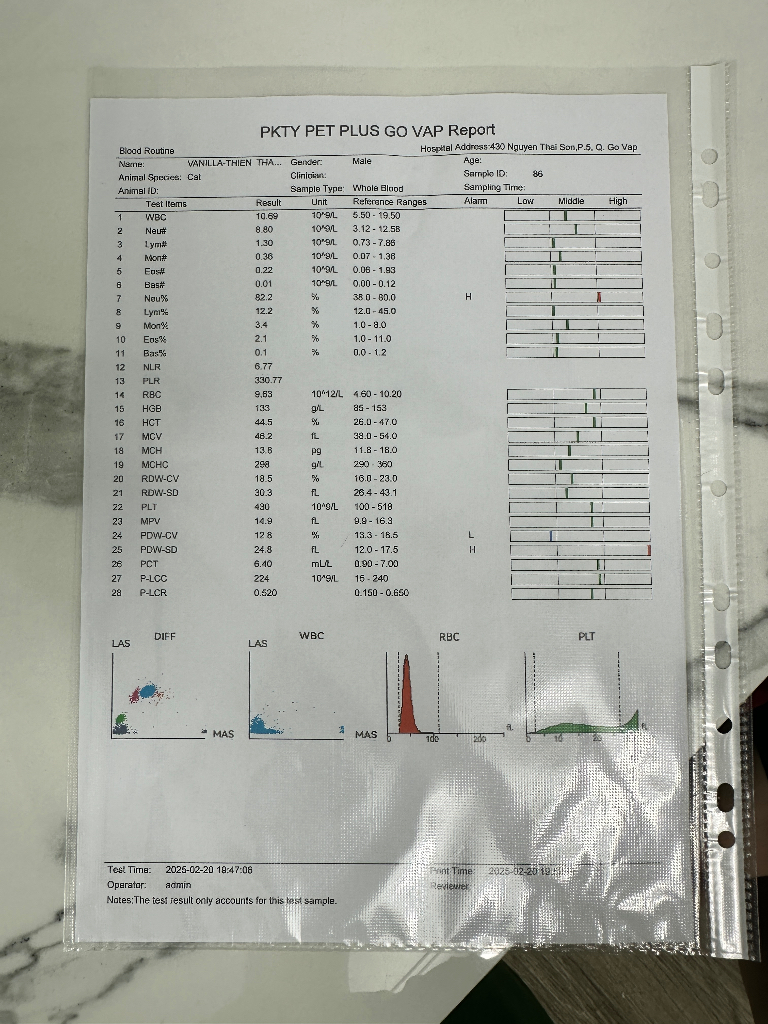 PKTY PET PLUS GO VAP Report
Blood Routine Hospital Address:430 Nguyen Thai Son,P.5, Q. Go Vap
Name: VANILLA-THIEN THA... Gender: Male Age:
Animal Species: Cat Clinician: Sample ID: 86
Animal ID: Sample Type: Whole Blood Sampling Time:
Test Items Result Unit Reference Ranges Alarm Low Middle High
1 WBC 10.69 10^9/L 5.50 - 19.50
2 Neu# 8.80 10^9/L 3.12 - 12.58
3 Lym# 1.30 10^9/L 0.73 - 7.86
4 Mon# 0.36 10^9/L 0.07 - 1.36
5 Eos# 0.22 10^9/L 0.06 - 1.93
6 Bas# 0.01 10^9/L 0.00 - 0.12
7 Neu% 82.2 % 38.0 - 80.0 H
8 Lym% 12.2 % 12.0 - 45.0
9 Mon% 3.4 % 1.0 - 8.0
10 Eos% 2.1 % 1.0 - 11.0
11 Bas% 0.1 % 0.0 - 1.2
12 NLR 6.77
13 PLR 330.77
14 RBC 9.63 10^12/L 4.60 - 10.20
15 HGB 133 g/L 85 - 153
16 HCT 44.5 % 26.0 - 47.0
17 MCV 46.2 fL 38.0 - 54.0
18 MCH 13.8 pg 11.8 - 18.0
19 MCHC 298 g/L 290 - 360
20 RDW-CV 18.5 % 16.0 - 23.0
21 RDW-SD 30.3 fL 26.4 - 43.1
22 PLT 430 10^9/L 100 - 518
23 MPV 14.9 fL 9.9 - 16.3
24 PDW-CV 12.8 % 13.3 - 18.5 L
25 PDW-SD 24.8 fL 12.0 - 17.5 H
26 PCT 6.40 mL/L 0.90 - 7.00
27 P-LCC 224 10^9/L 15 - 240
28 P-LCR 0.520 0.150 - 0.650
DIFF WBC RBC PLT
LAS LAS
MAS MAS fL fL
0 100 200 0 10 20
Test Time: 2025-02-20 18:47:08 Print Time: 2025-02-20
Operator: admin Reviewer:
Notes:The test result only accounts for this test sample.